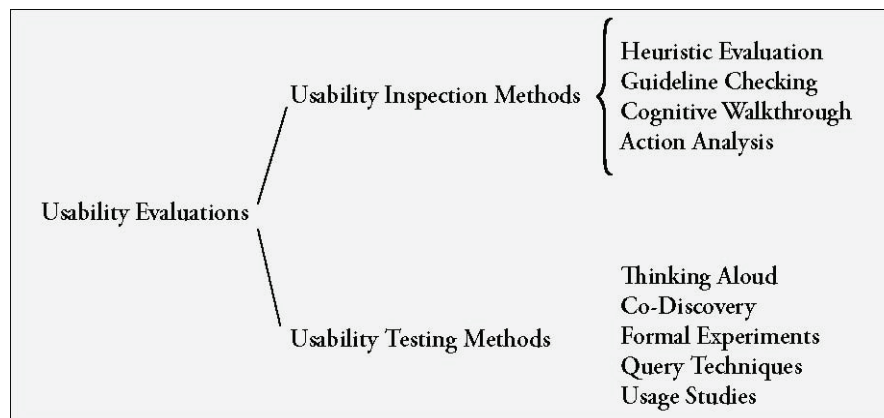 Usability Evaluations
Usability Inspection Methods
Heuristic Evaluation
Guideline Checking
Cognitive Walkthrough
Action Analysis
Usability Testing Methods
Thinking Aloud
Co-Discovery
Formal Experiments
Query Techniques
Usage Studies